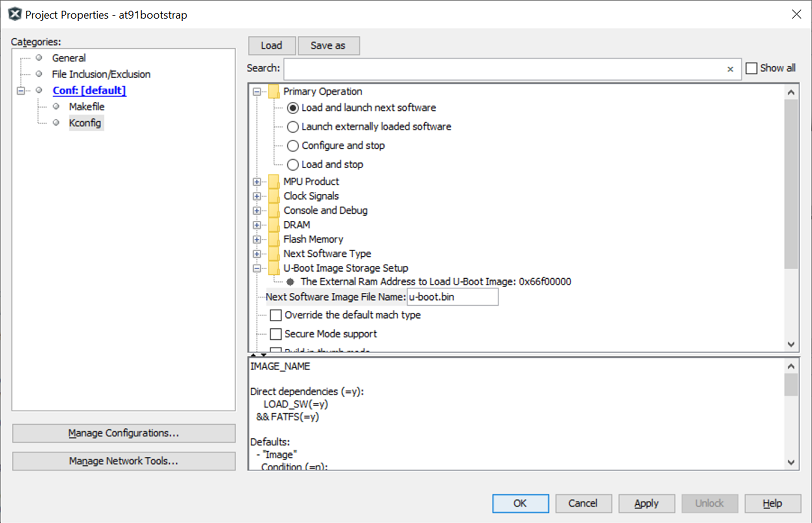 Project Properties - at91bootstrap
Categories:
General
File Inclusion/Exclusion
Conf: [default]
Makefile
Kconfig
Manage Configurations...
Manage Network Tools...
Load
Save as
Search:
Show all
Primary Operation
Load and launch next software
Launch externally loaded software
Configure and stop
Load and stop
MPU Product
Clock Signals
Console and Debug
DRAM
Flash Memory
Next Software Type
U-Boot Image Storage Setup
The External Ram Address to Load U-Boot Image: 0x66f00000
Next Software Image File Name: u-boot.bin
Override the default mach type
Secure Mode support
Build in thumb mode
IMAGE_NAME
Direct dependencies (=y):
LOAD_SW(=y)
&& FATFS(=y)
Defaults:
- "Image"
Condition (=n):
OK
Cancel
Apply
Unlock
Help